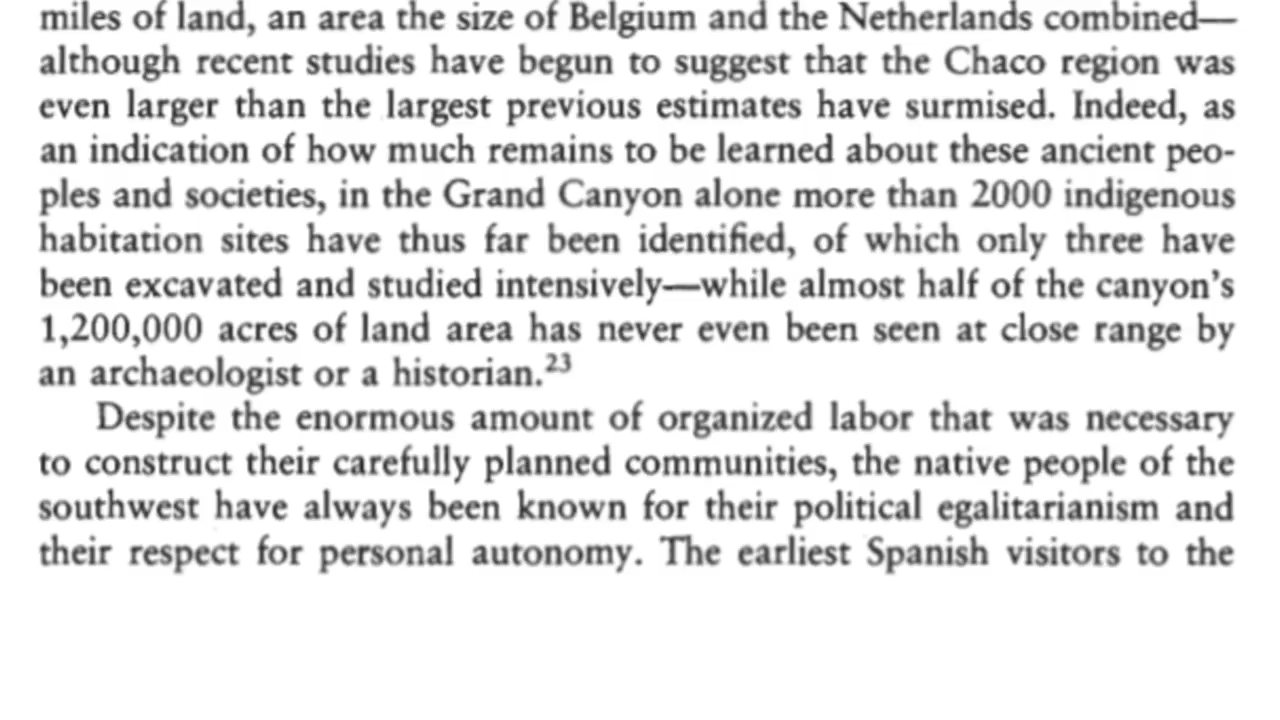 miles of land, an area the size of Belgium and the Netherlands combined—
although recent studies have begun to suggest that the Chaco region was
even larger than the largest previous estimates have surmised. Indeed, as
an indication of how much remains to be learned about these ancient peo-
ples and societies, in the Grand Canyon alone more than 2000 indigenous
habitation sites have thus far been identified, of which only three have
been excavated and studied intensively—while almost half of the canyon's
1,200,000 acres of land area has never even been seen at close range by
an archaeologist or a historian.²³
Despite the enormous amount of organized labor that was necessary
to construct their carefully planned communities, the native people of the
southwest have always been known for their political egalitarianism and
their respect for personal autonomy. The earliest Spanish visitors to the